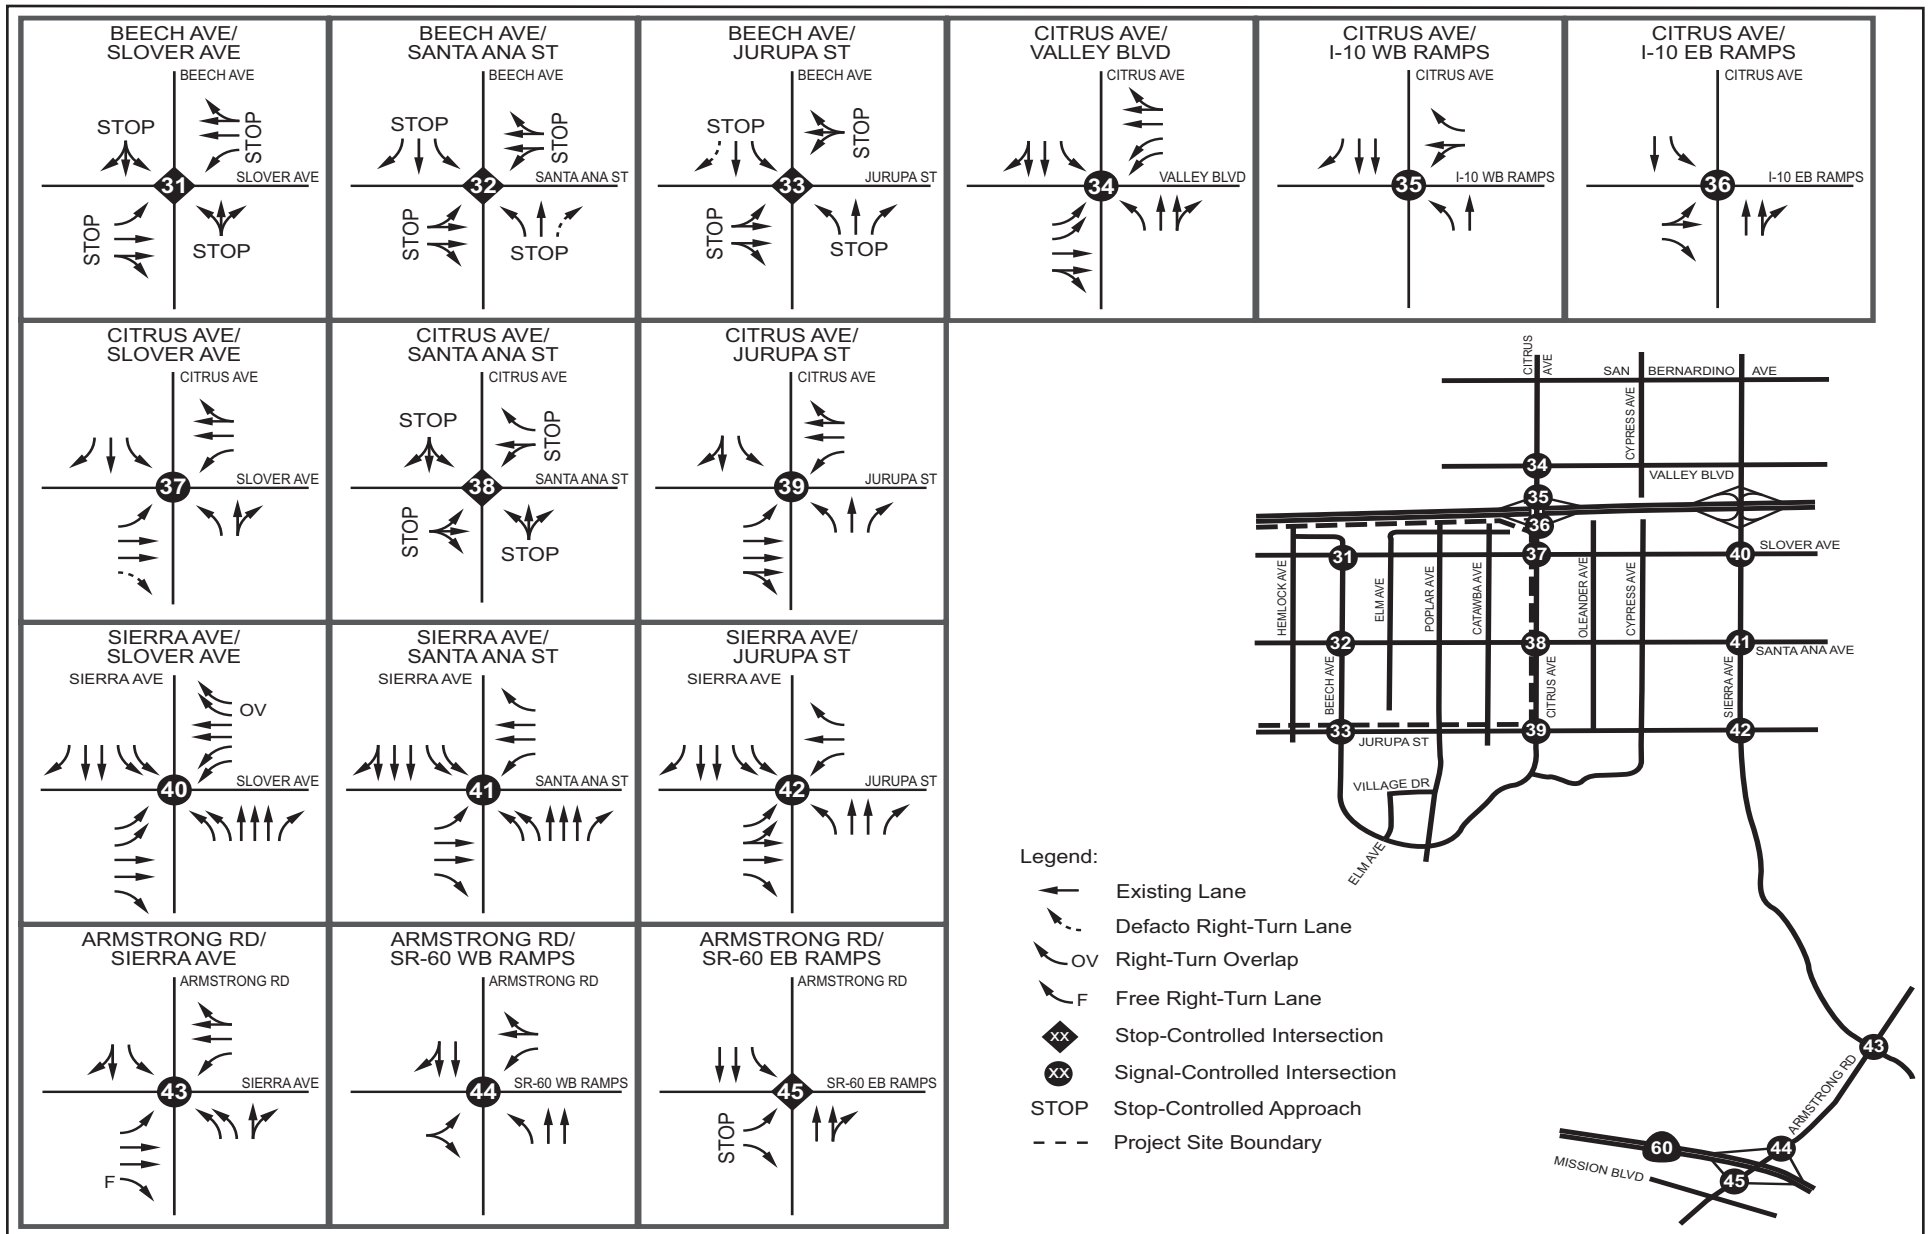 BEECH AVE/
SLOVER AVE
BEECH AVE
STOP
STOP
31
SLOVER AVE
STOP
STOP
BEECH AVE/
SANTA ANA ST
BEECH AVE
STOP
STOP
32
SANTA ANA ST
STOP
STOP
BEECH AVE/
JURUPA ST
BEECH AVE
STOP
STOP
33
JURUPA ST
STOP
STOP
CITRUS AVE/
VALLEY BLVD
CITRUS AVE
34
VALLEY BLVD
CITRUS AVE/
I-10 WB RAMPS
CITRUS AVE
35
I-10 WB RAMPS
CITRUS AVE/
I-10 EB RAMPS
CITRUS AVE
36
I-10 EB RAMPS
CITRUS AVE/
SLOVER AVE
CITRUS AVE
37
SLOVER AVE
CITRUS AVE/
SANTA ANA ST
CITRUS AVE
STOP
STOP
38
SANTA ANA ST
STOP
STOP
CITRUS AVE/
JURUPA ST
CITRUS AVE
39
JURUPA ST
SIERRA AVE/
SLOVER AVE
SIERRA AVE
OV
40
SLOVER AVE
SIERRA AVE/
SANTA ANA ST
SIERRA AVE
41
SANTA ANA ST
SIERRA AVE/
JURUPA ST
SIERRA AVE
42
JURUPA ST
ARMSTRONG RD/
SIERRA AVE
ARMSTRONG RD
43
SIERRA AVE
F
ARMSTRONG RD/
SR-60 WB RAMPS
ARMSTRONG RD
44
SR-60 WB RAMPS
ARMSTRONG RD/
SR-60 EB RAMPS
ARMSTRONG RD
45
SR-60 EB RAMPS
STOP
CITRUS
AVE
SAN BERNARDINO AVE
CYPRESS AVE
34
VALLEY BLVD
35
36
31
37
40
SLOVER AVE
HEMLOCK AVE
ELM AVE
POPLAR AVE
CATAWBA AVE
OLEANDER AVE
CYPRESS AVE
32
38
41
SANTA ANA AVE
BEECH AVE
CITRUS AVE
SIERRA AVE
33
39
42
JURUPA ST
VILLAGE DR
ELM AVE
43
ARMSTRONG RD
44
60
45
MISSION BLVD
Legend:
Existing Lane
Defacto Right-Turn Lane
OV Right-Turn Overlap
F Free Right-Turn Lane
XX Stop-Controlled Intersection
XX Signal-Controlled Intersection
STOP Stop-Controlled Approach
Project Site Boundary